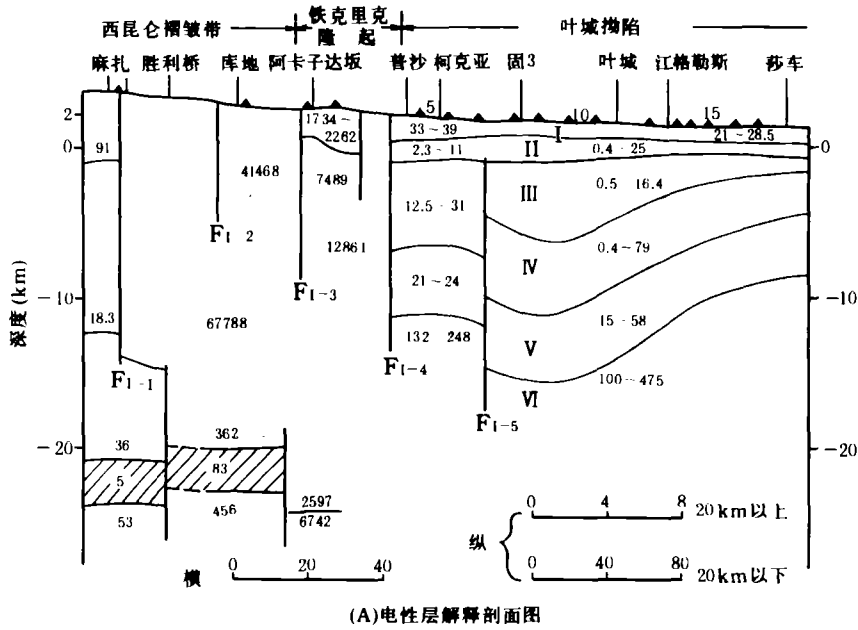 西昆仑褶皱带
铁克里克
隆起
叶城拗陷
麻扎 胜利桥 库地 阿卡子达坂 普沙 柯克亚 固3 叶城 江格勒斯 莎车
5 10 15
2
0
−10
−20
深度(km)
0
−10
−20
91
18.3
36
5
53
41468
67788
362
83
456
1734~
2262
7489
12861
2597
6742
33~39
2.3~11
12.5~31
21~24
132 248
I
II
III
IV
V
VI
21~28.5
0.4~25
0.5 16.4
0.4~79
15~58
100~475
F1-1
F1-2
F1-3
F1-4
F1-5
横 0 20 40
纵
0 4 8 20km以上
0 40 80 20km以下
(A)电性层解释剖面图